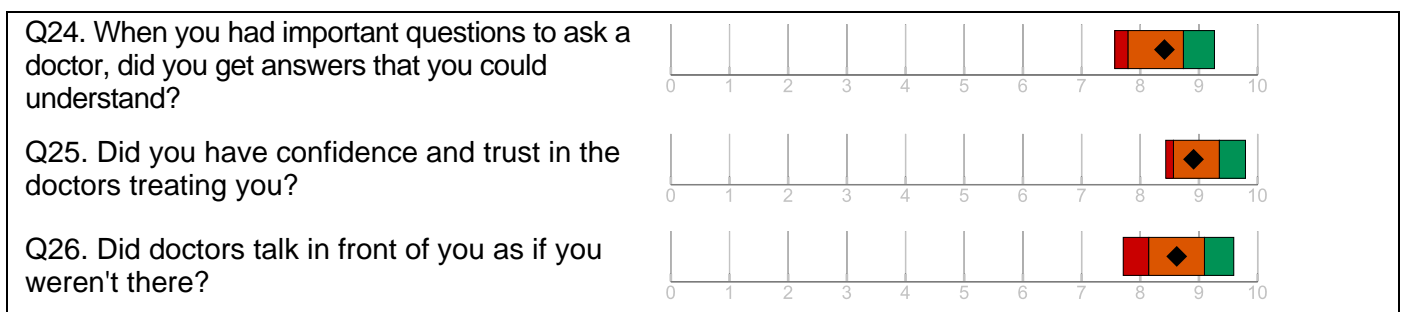 Q24. When you had important questions to ask a
doctor, did you get answers that you could
understand?
0 1 2 3 4 5 6 7 8 9 10
Q25. Did you have confidence and trust in the
doctors treating you?
0 1 2 3 4 5 6 7 8 9 10
Q26. Did doctors talk in front of you as if you
weren't there?
0 1 2 3 4 5 6 7 8 9 10